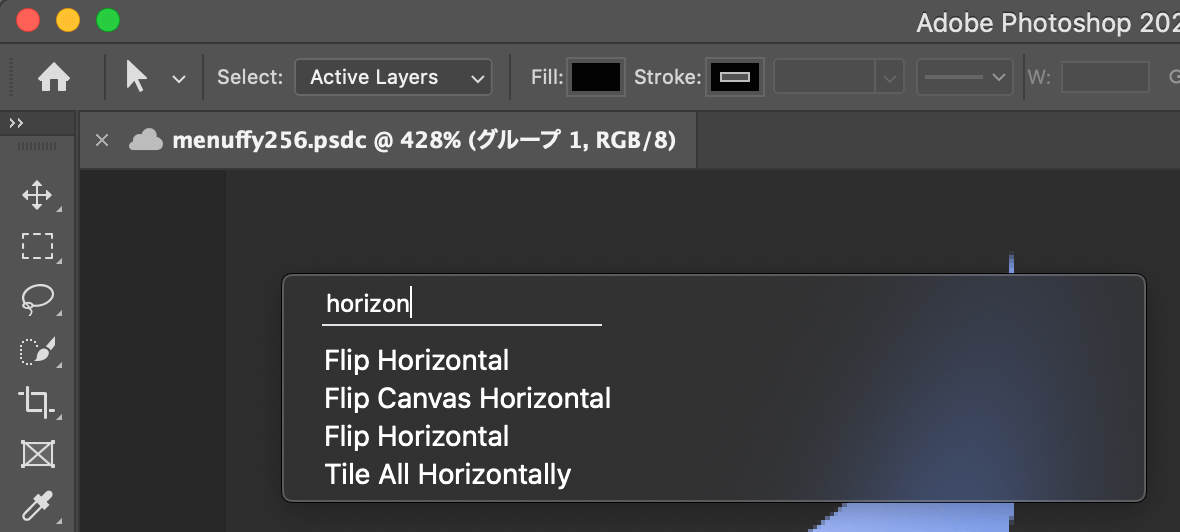 Adobe Photoshop 202
Select: Active Layers Fill: Stroke: W:
menuffy256.psdc @ 428% (グループ 1, RGB/8)
horizon
Flip Horizontal
Flip Canvas Horizontal
Flip Horizontal
Tile All Horizontally